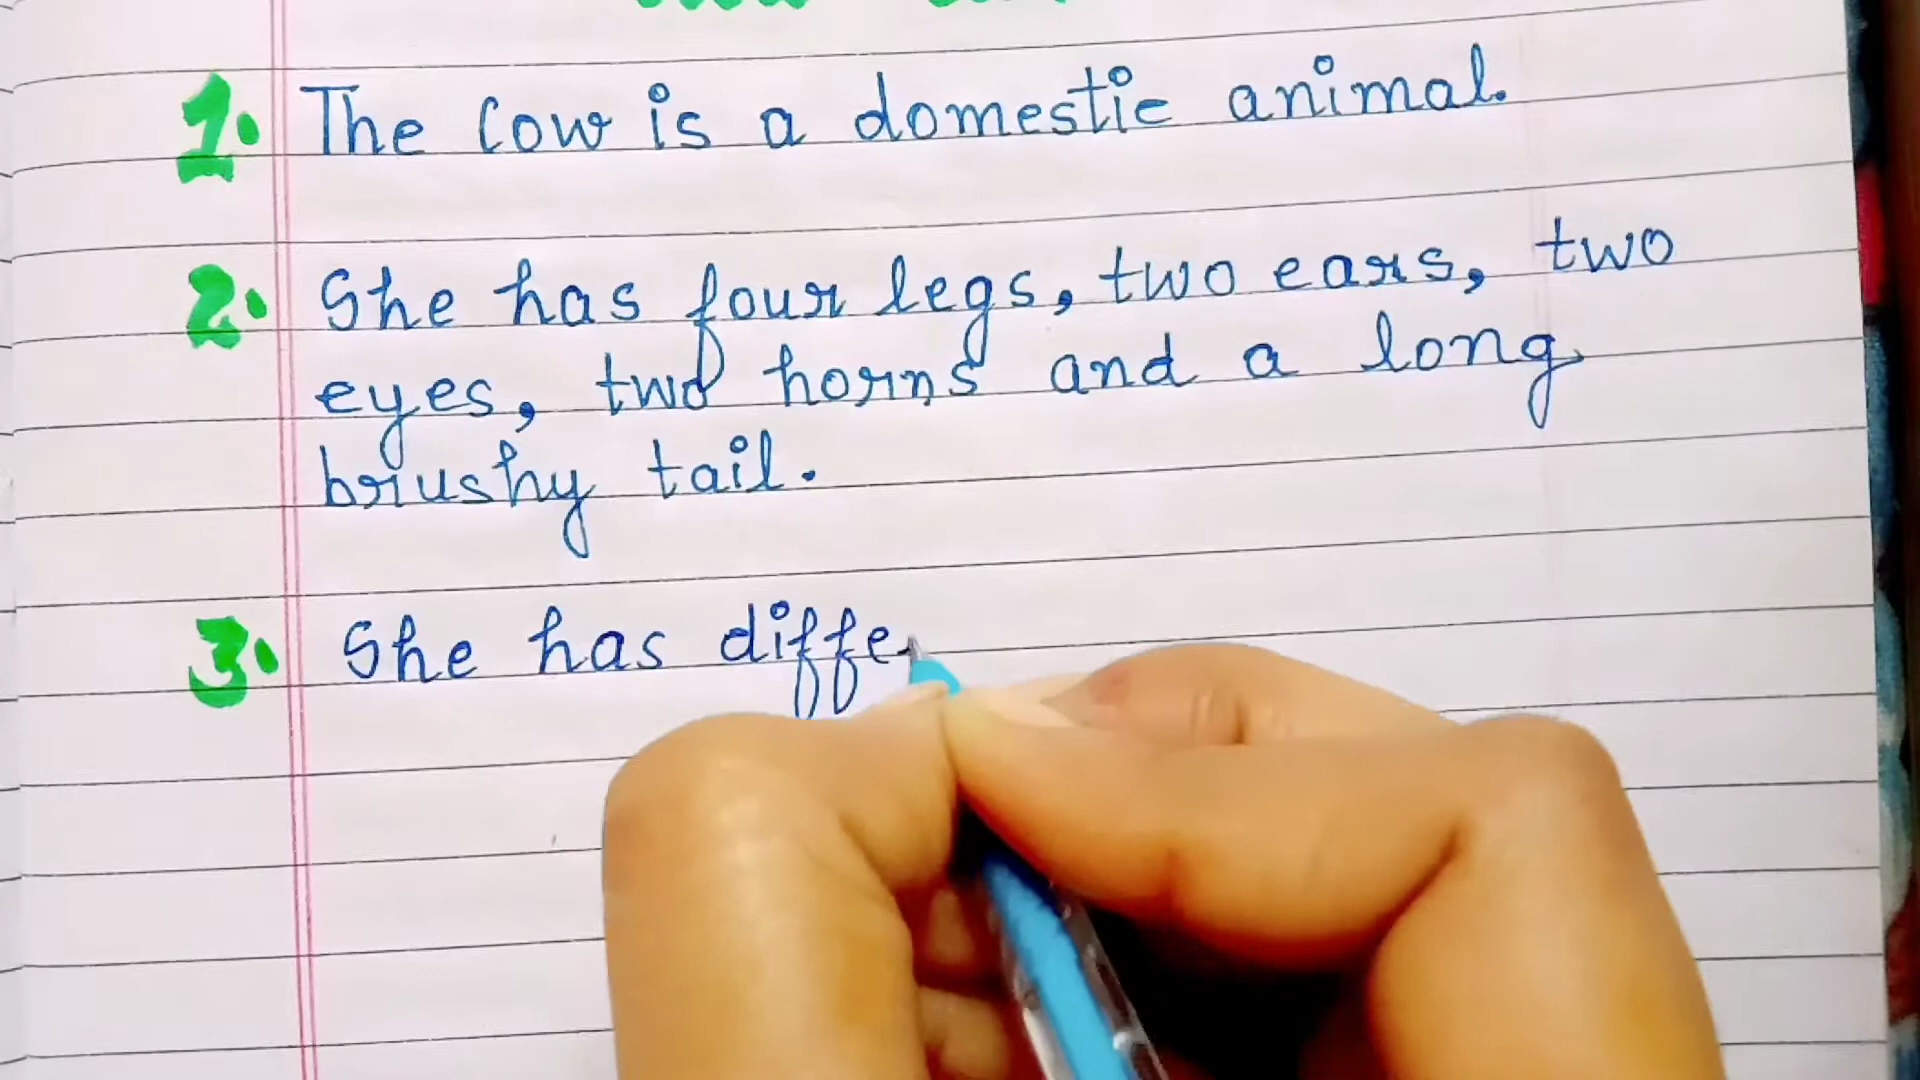 1. The Cow is a domestic animal.
2. She has four legs, two ears, two
eyes, two horns and a long
brushy tail.
3. She has diffe